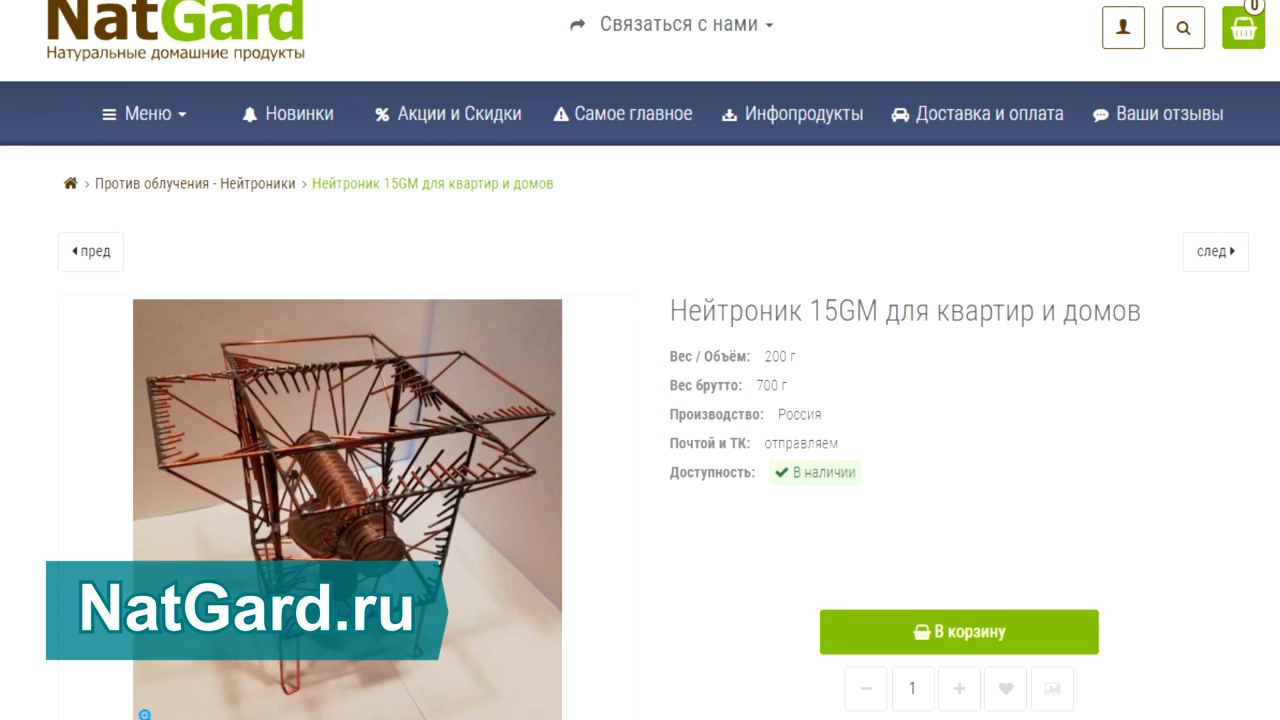 NatGard
Натуральные домашние продукты
Связаться с нами
0
Меню
Новинки
Акции и Скидки
Самое главное
Инфопродукты
Доставка и оплата
Ваши отзывы
Против облучения - Нейтроники
Нейтроник 15GM для квартир и домов
пред
след
Нейтроник 15GM для квартир и домов
Вес / Объём: 200 г
Вес брутто: 700 г
Производство: Россия
Почтой и ТК: отправляем
Доступность: В наличии
NatGard.ru
В корзину
1